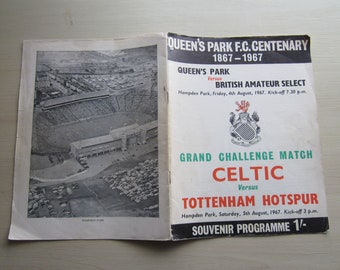 QUEEN'S PARK F.C. CENTENARY
1867-1967
QUEEN'S PARK
Versus
BRITISH AMATEUR SELECT
Hampden Park, Friday, 4th August, 1967. Kick-off 7.30 p.m.
GRAND CHALLENGE MATCH
CELTIC
Versus
TOTTENHAM HOTSPUR
Hampden Park, Saturday, 5th August, 1967. Kick-off 3 p.m.
SOUVENIR PROGRAMME 1/-